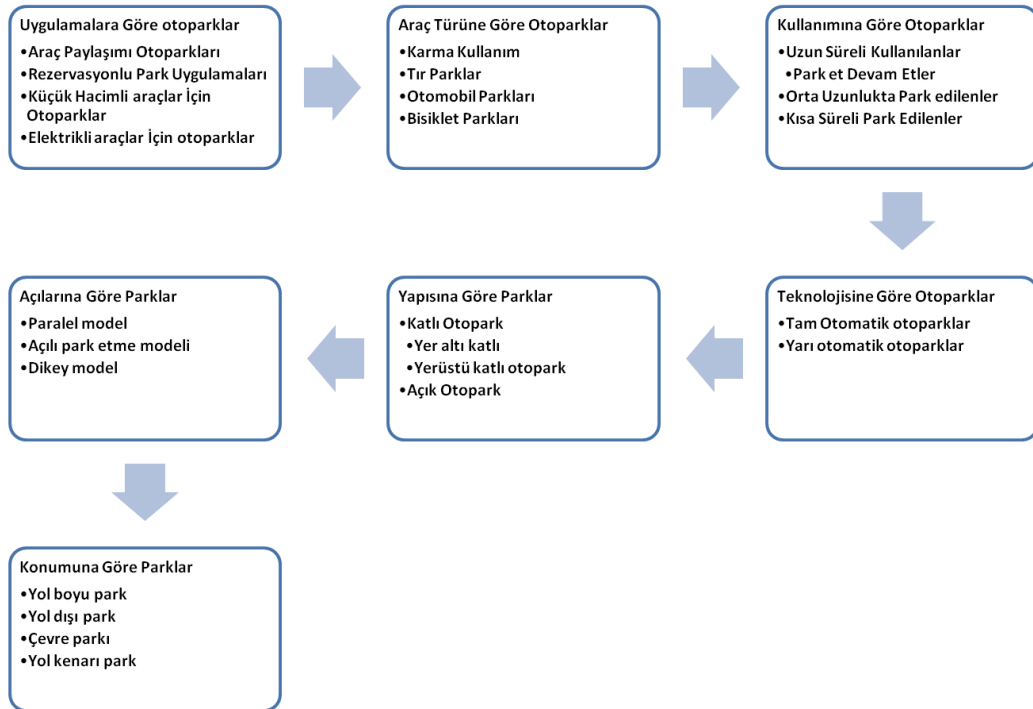 Uygulamalara Göre otoparklar
•Araç Paylaşımı Otoparkları
•Rezervasyonlu Park Uygulamaları
•Küçük Hacimli araçlar İçin
Otoparklar
•Elektrikli araçlar İçin otoparklar
Araç Türüne Göre Otoparklar
•Karma Kullanım
•Tır Parklar
•Otomobil Parkları
•Bisiklet Parkları
Kullanımına Göre Otoparklar
•Uzun Süreli Kullanılanlar
•Park et Devam Etler
•Orta Uzunlukta Park edilenler
•Kısa Süreli Park Edilenler
Teknolojisine Göre Otoparklar
•Tam Otomatik otoparklar
•Yarı otomatik otoparklar
Yapısına Göre Parklar
•Katlı Otopark
•Yer altı katlı
•Yerüstü katlı otopark
•Açık Otopark
Açılarına Göre Parklar
•Paralel model
•Açılı park etme modeli
•Dikey model
Konumuna Göre Parklar
•Yol boyu park
•Yol dışı park
•Çevre parkı
•Yol kenarı park